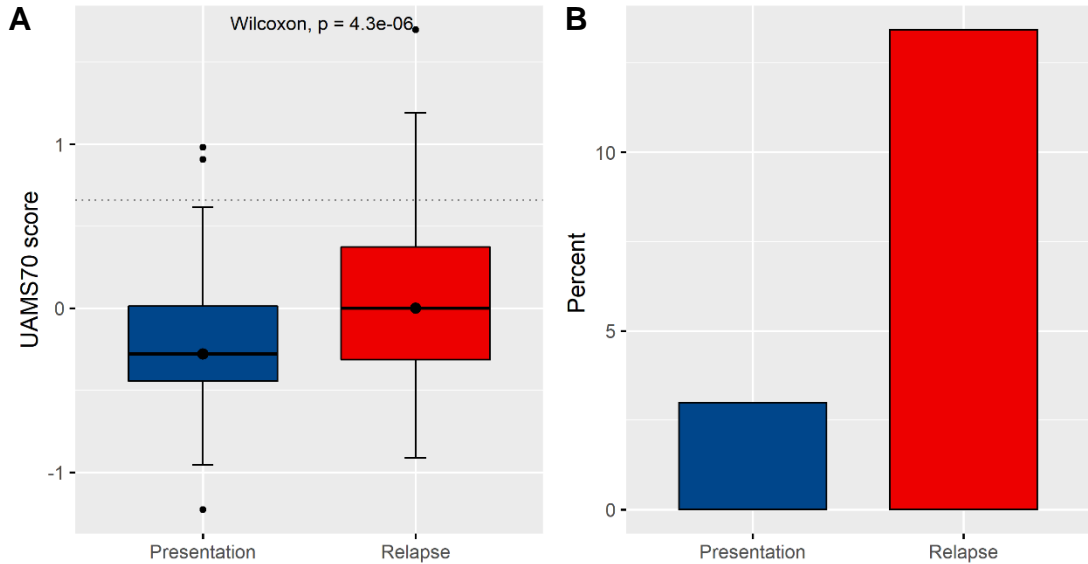 A
Wilcoxon, p = 4.3e-06
UAMS70 score
1
0
-1
Presentation
Relapse
B
Percent
10
5
0
Presentation
Relapse